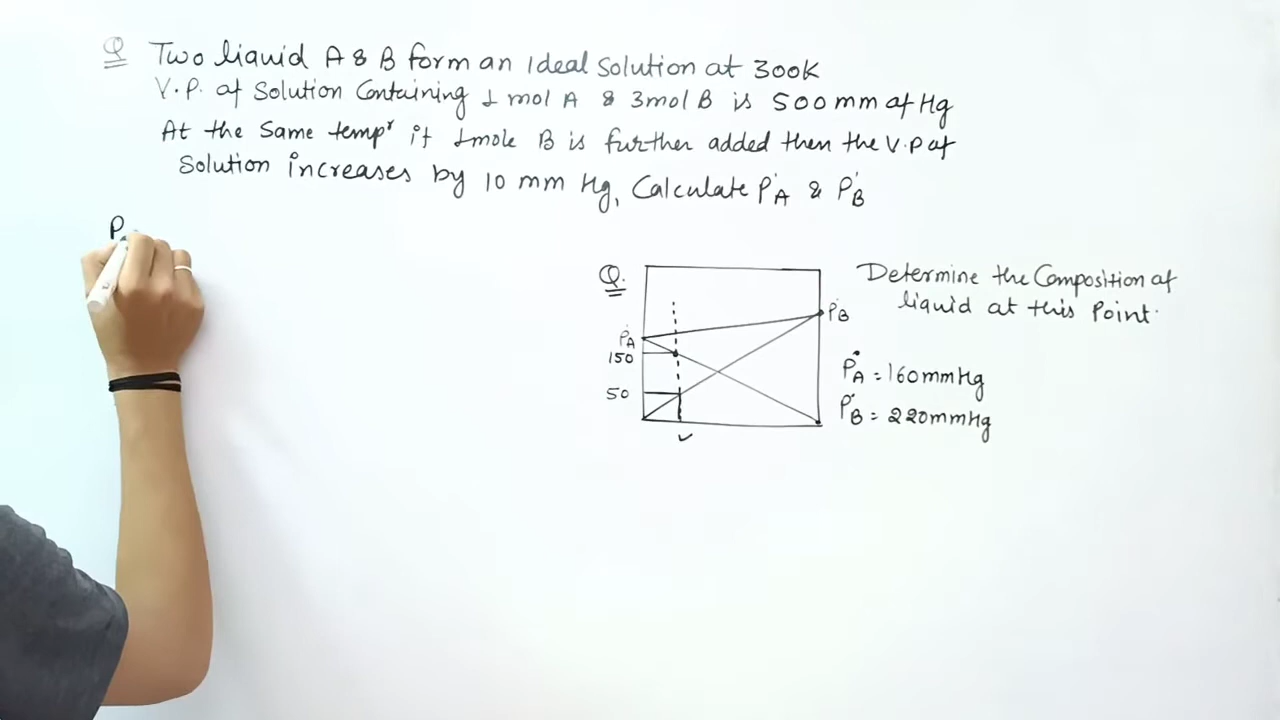 Q Two liquid A & B form an ideal solution at 300K
V.P. of Solution Containing 1 mol A & 3mol B is 500mm of Hg
At the Same tempr if 1mole B is further added then the V.P of
Solution increases by 10 mm Hg, Calculate P°A & P°B
P
Q.
Determine the Composition of
liquid at this Point.
P°B
P°A
150
50
P°A = 160mmHg
P°B = 220mmHg